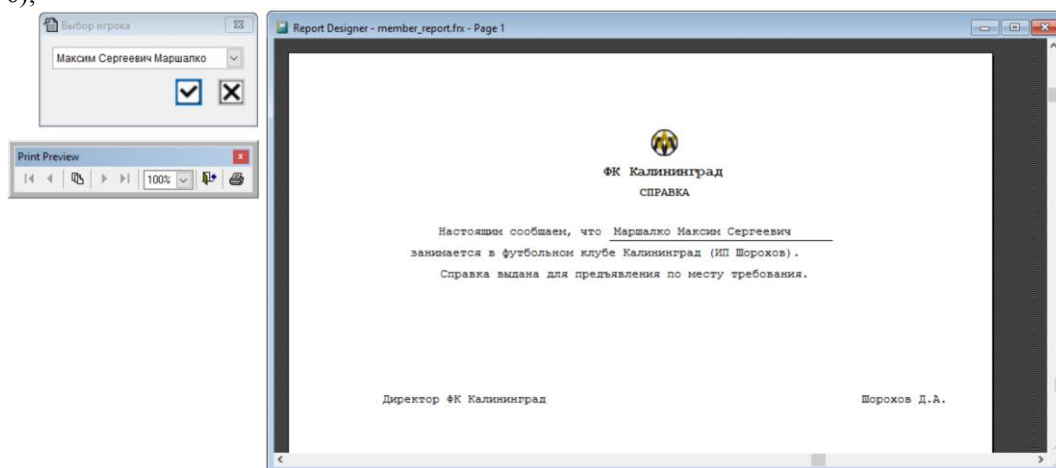 б),
Выбор игрока
Максим Сергеевич Маршалко
Print Preview
100%
Report Designer - member_report.frx - Page 1
ФК Калининград
СПРАВКА
Настоящим сообщаем, что Маршалко Максим Сергеевич
занимается в футбольном клубе Калининград (ИП Шорохов).
Справка выдана для предъявления по месту требования.
Директор ФК Калининград Шорохов Д.А.